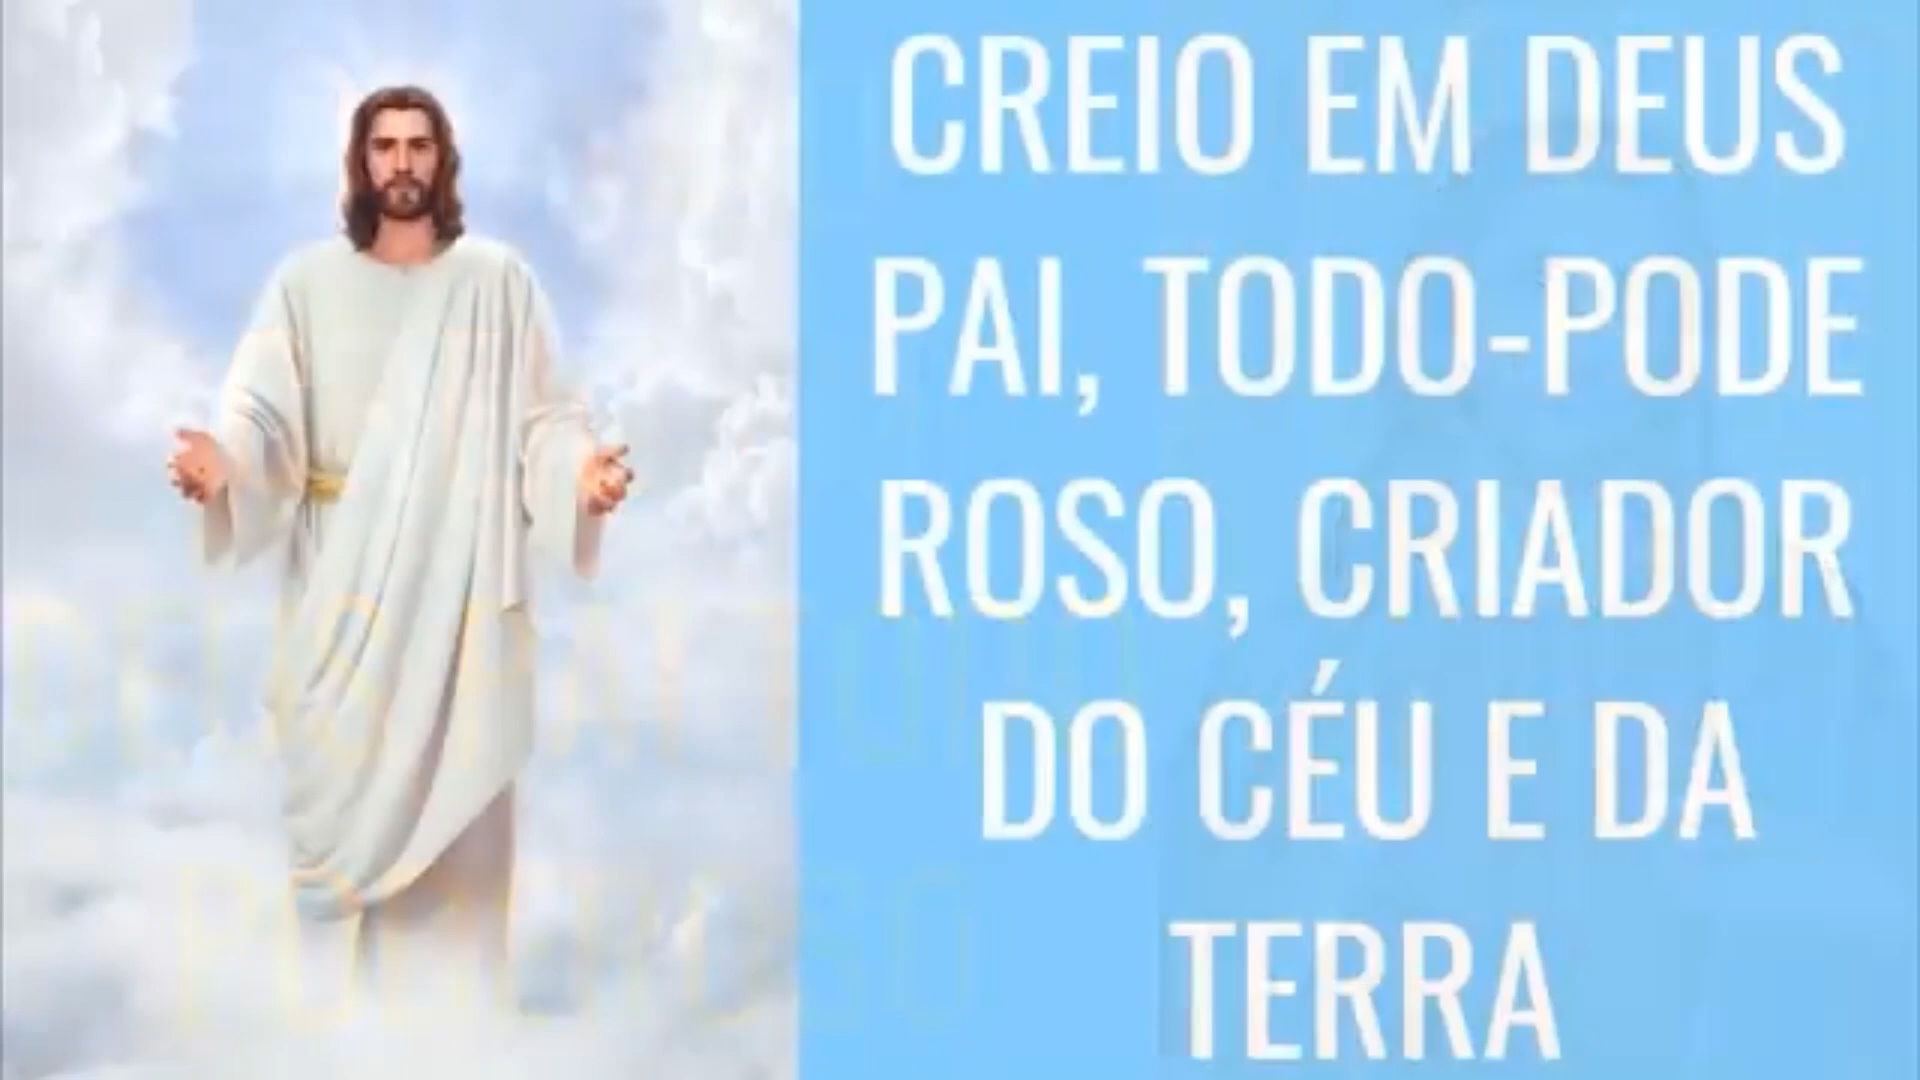 CREIO EM DEUS
PAI, TODO-PODE
ROSO, CRIADOR
DO CÉU E DA
TERRA